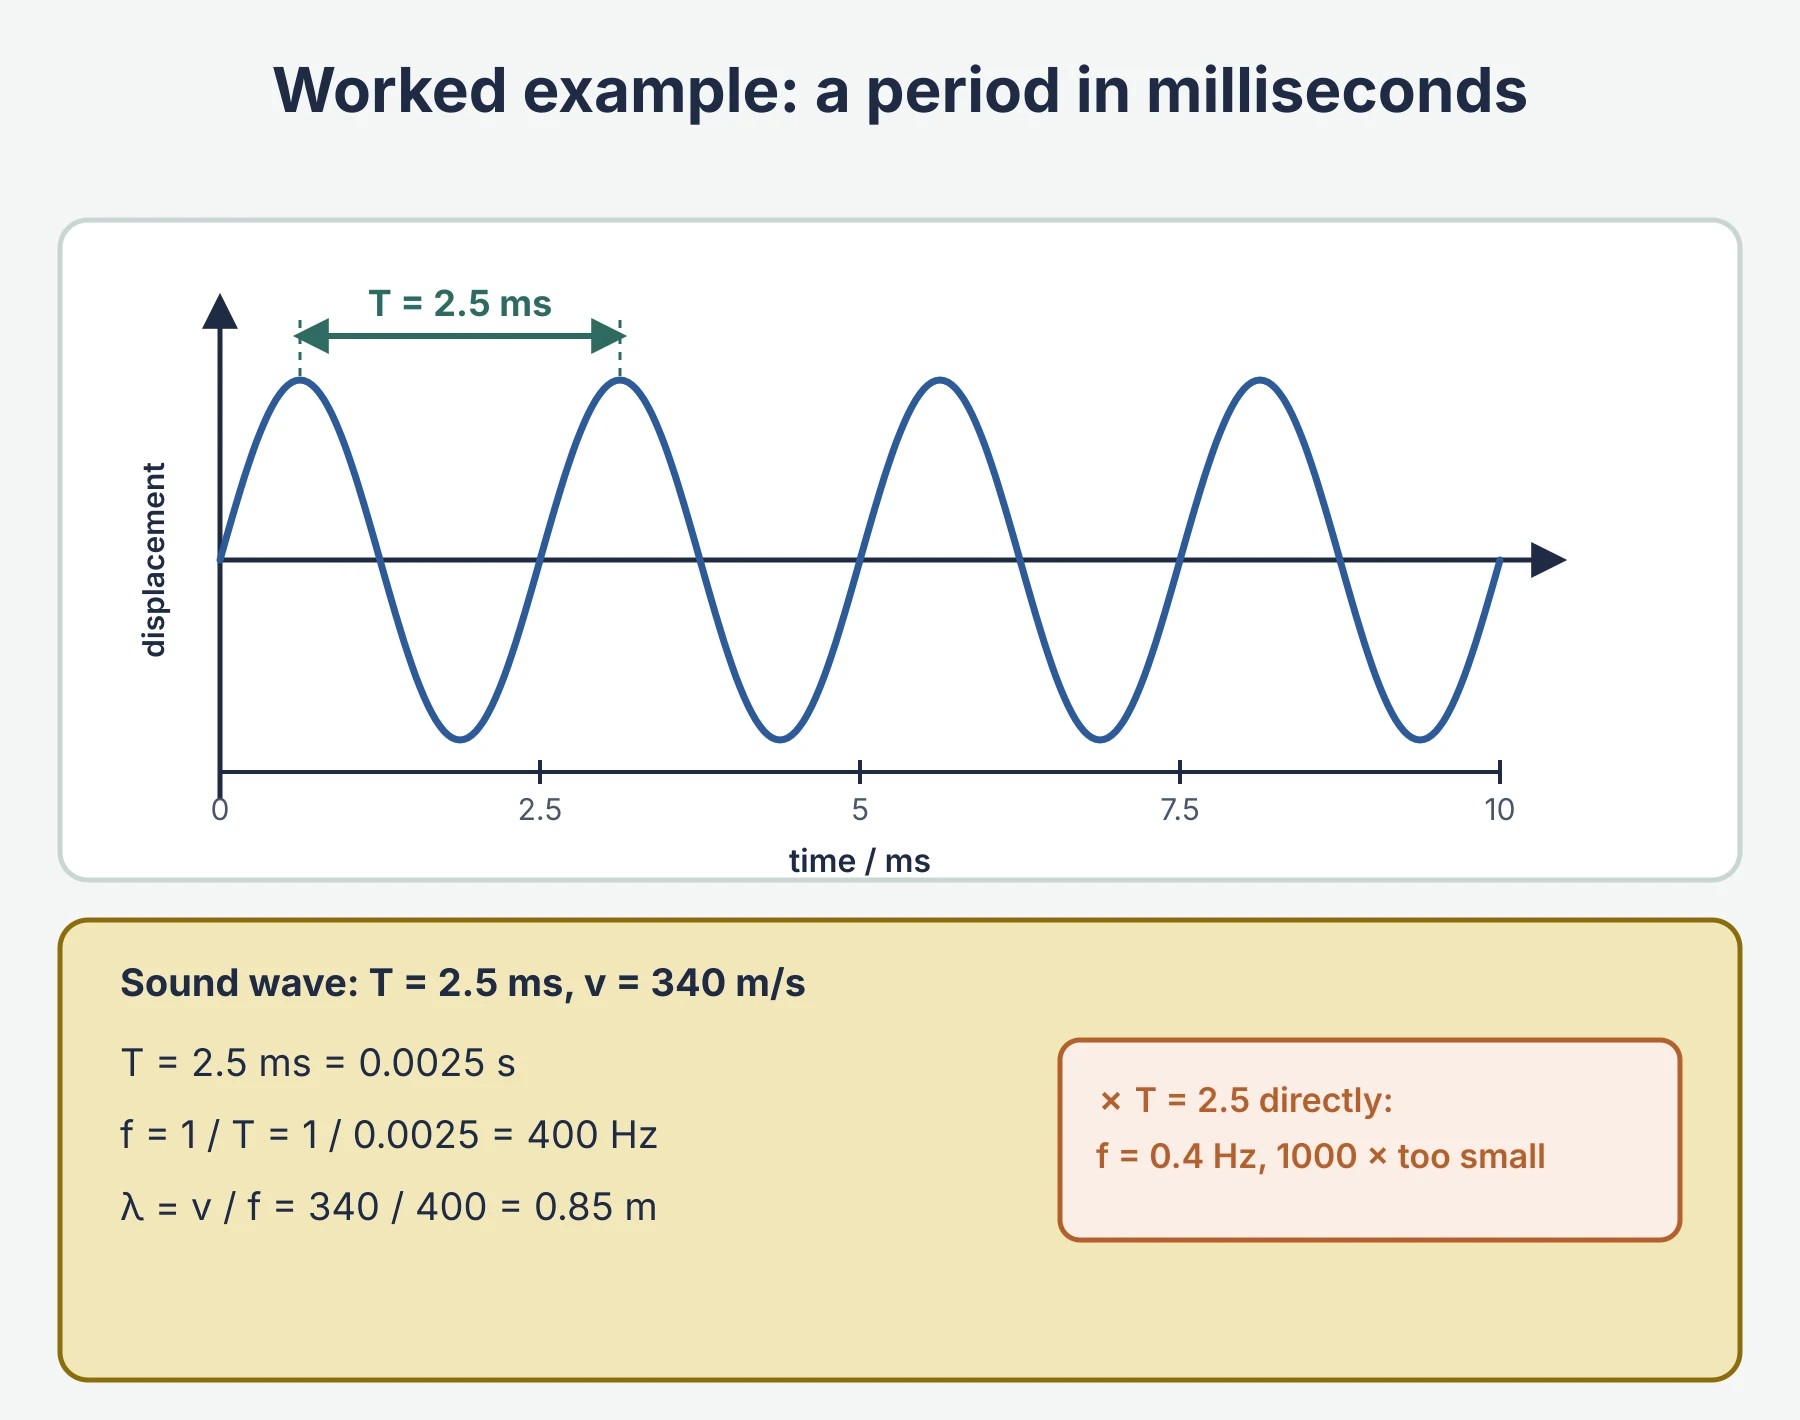 Worked example: a period in milliseconds
T = 2.5 ms
displacement
0 2.5 5 7.5 10
time / ms
Sound wave: T = 2.5 ms, v = 340 m/s
T = 2.5 ms = 0.0025 s
f = 1 / T = 1 / 0.0025 = 400 Hz
λ = v / f = 340 / 400 = 0.85 m
× T = 2.5 directly:
f = 0.4 Hz, 1000 × too small